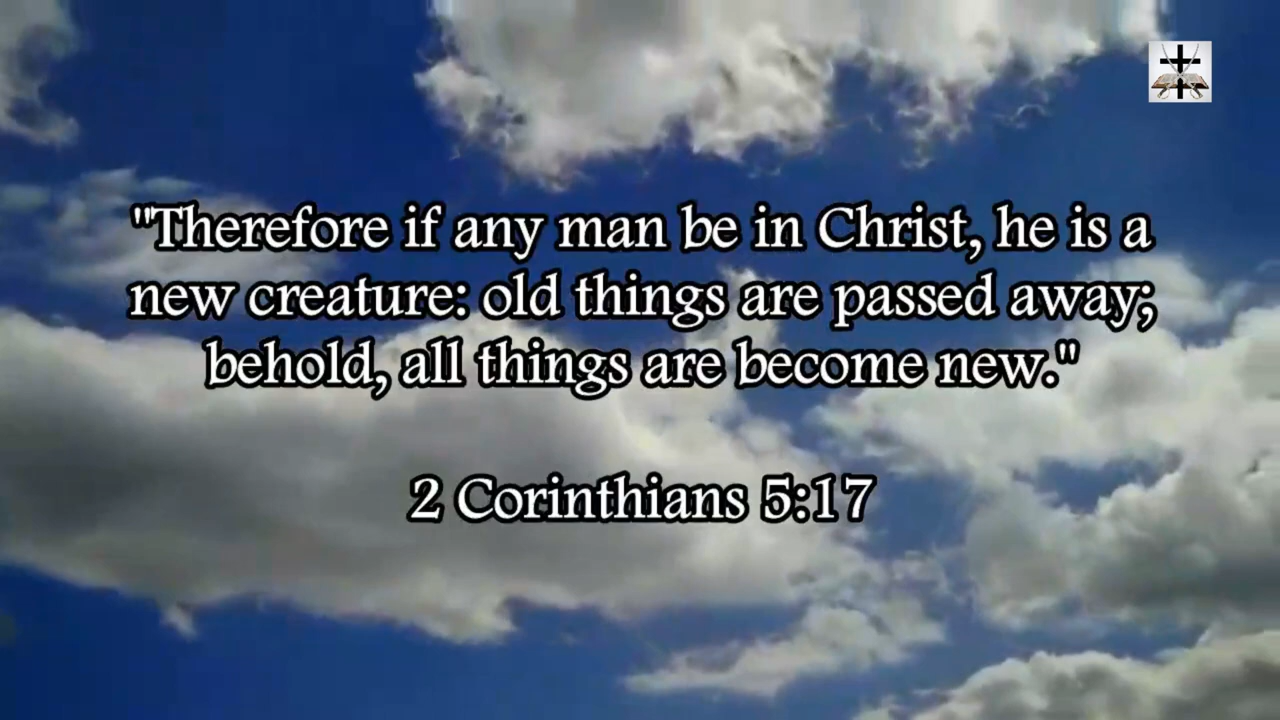 "Therefore if any man be in Christ, he is a
new creature: old things are passed away;
behold, all things are become new."
2 Corinthians 5:17